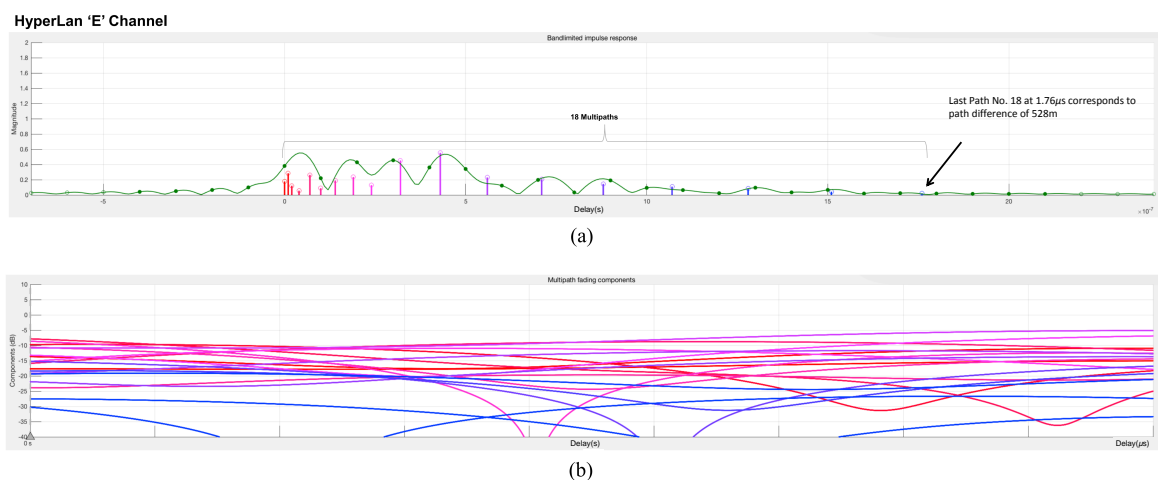 HyperLan ‘E’ Channel
Bandlimited impulse response
2
1.8
1.6
1.4
1.2
1
0.8
0.6
0.4
0.2
0
Magnitude
18 Multipaths
Last Path No. 18 at 1.76µs corresponds to
path difference of 528m
-5
0
5
10
15
20
Delay(s)
×10⁻⁷
(a)
Multipath fading components
10
5
0
-5
-10
-15
-20
-25
-30
-35
-40
Components (dB)
0 s
Delay(s)
Delay(µs)
(b)